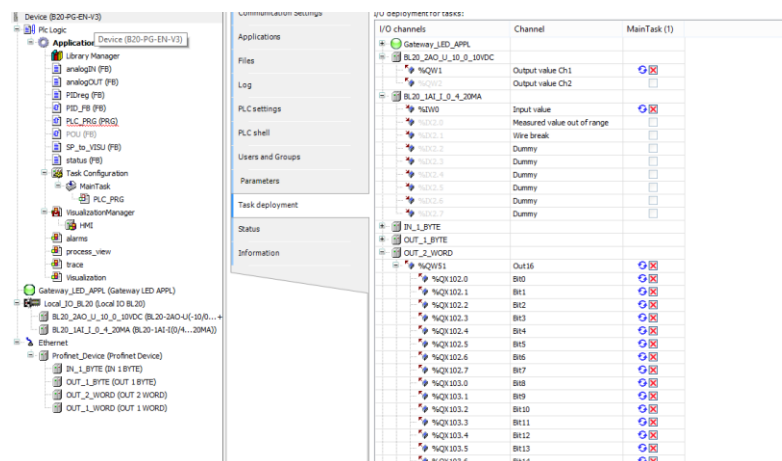 Device (B20-PG-EN-V3)
Plc Logic
Application
Device (B20-PG-EN-V3)
Library Manager
analogIN (FB)
analogOUT (FB)
PIDreg (FB)
PID_FB (FB)
PLC_PRG (PRG)
POU (FB)
SP_to_VISU (FB)
status (FB)
Task Configuration
MainTask
PLC_PRG
VisualizationManager
HMI
alarms
process_view
trace
Visualization
Gateway_LED_APPL (Gateway LED APPL)
Local_IO_BL20 (Local IO BL20)
BL20_2AO_U_10_0_10VDC (BL20-2AO-U(-10/0...+
BL20_1AI_I_0_4_20MA (BL20-1AI-I(0/4...20MA))
Ethernet
Profinet_Device (Profinet Device)
IN_1_BYTE (IN 1 BYTE)
OUT_1_BYTE (OUT 1 BYTE)
OUT_2_WORD (OUT 2 WORD)
OUT_1_WORD (OUT 1 WORD)
Communication Settings
Applications
Files
Log
PLC settings
PLC shell
Users and Groups
Parameters
Task deployment
Status
Information
I/O deployment for tasks:
I/O channels Channel MainTask (1)
Gateway_LED_APPL
BL20_2AO_U_10_0_10VDC
%QW1 Output value Ch1
%QW2 Output value Ch2
BL20_1AI_I_0_4_20MA
%IW0 Input value
%IX2.0 Measured value out of range
%IX2.1 Wire break
%IX2.2 Dummy
%IX2.3 Dummy
%IX2.4 Dummy
%IX2.5 Dummy
%IX2.6 Dummy
%IX2.7 Dummy
IN_1_BYTE
OUT_1_BYTE
OUT_2_WORD
%QW51 Out16
%QX102.0 Bit0
%QX102.1 Bit1
%QX102.2 Bit2
%QX102.3 Bit3
%QX102.4 Bit4
%QX102.5 Bit5
%QX102.6 Bit6
%QX102.7 Bit7
%QX103.0 Bit8
%QX103.1 Bit9
%QX103.2 Bit10
%QX103.3 Bit11
%QX103.4 Bit12
%QX103.5 Bit13
%QX103.6 Bit14